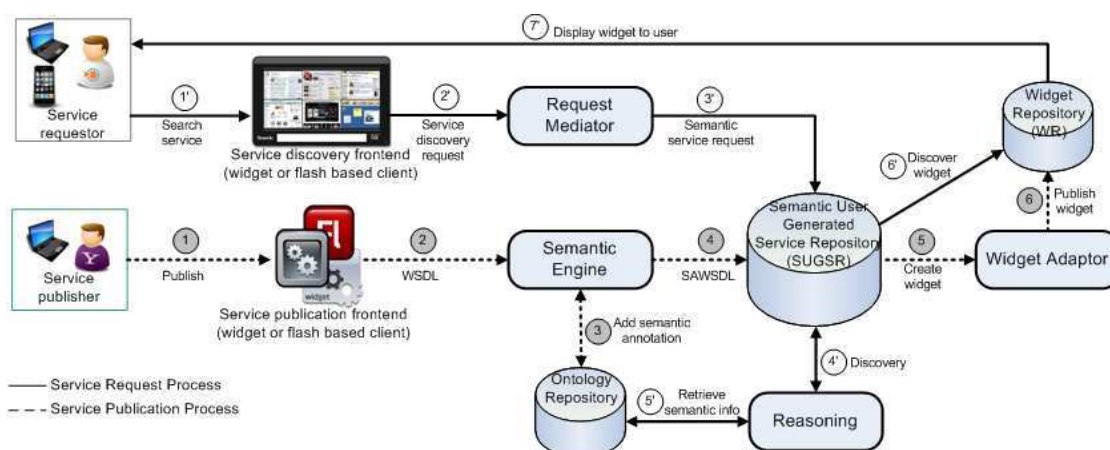 7'
Display widget to user
Service
requestor
1'
Search
service
Service discovery frontend
(widget or flash based client)
2'
Service
discovery
request
Request
Mediator
3'
Semantic
service request
Widget
Repository
(WR)
6'
Discover
widget
6
Publish
widget
Service
publisher
1
Publish
widget
Service publication frontend
(widget or flash based client)
2
WSDL
Semantic
Engine
4
SAWSDL
Semantic User
Generated
Service Repository
(SUGSR)
5
Create
widget
Widget Adaptor
3
Add semantic
annotation
4'
Discovery
Service Request Process
Service Publication Process
Ontology
Repository
5'
Retrieve
semantic info
Reasoning